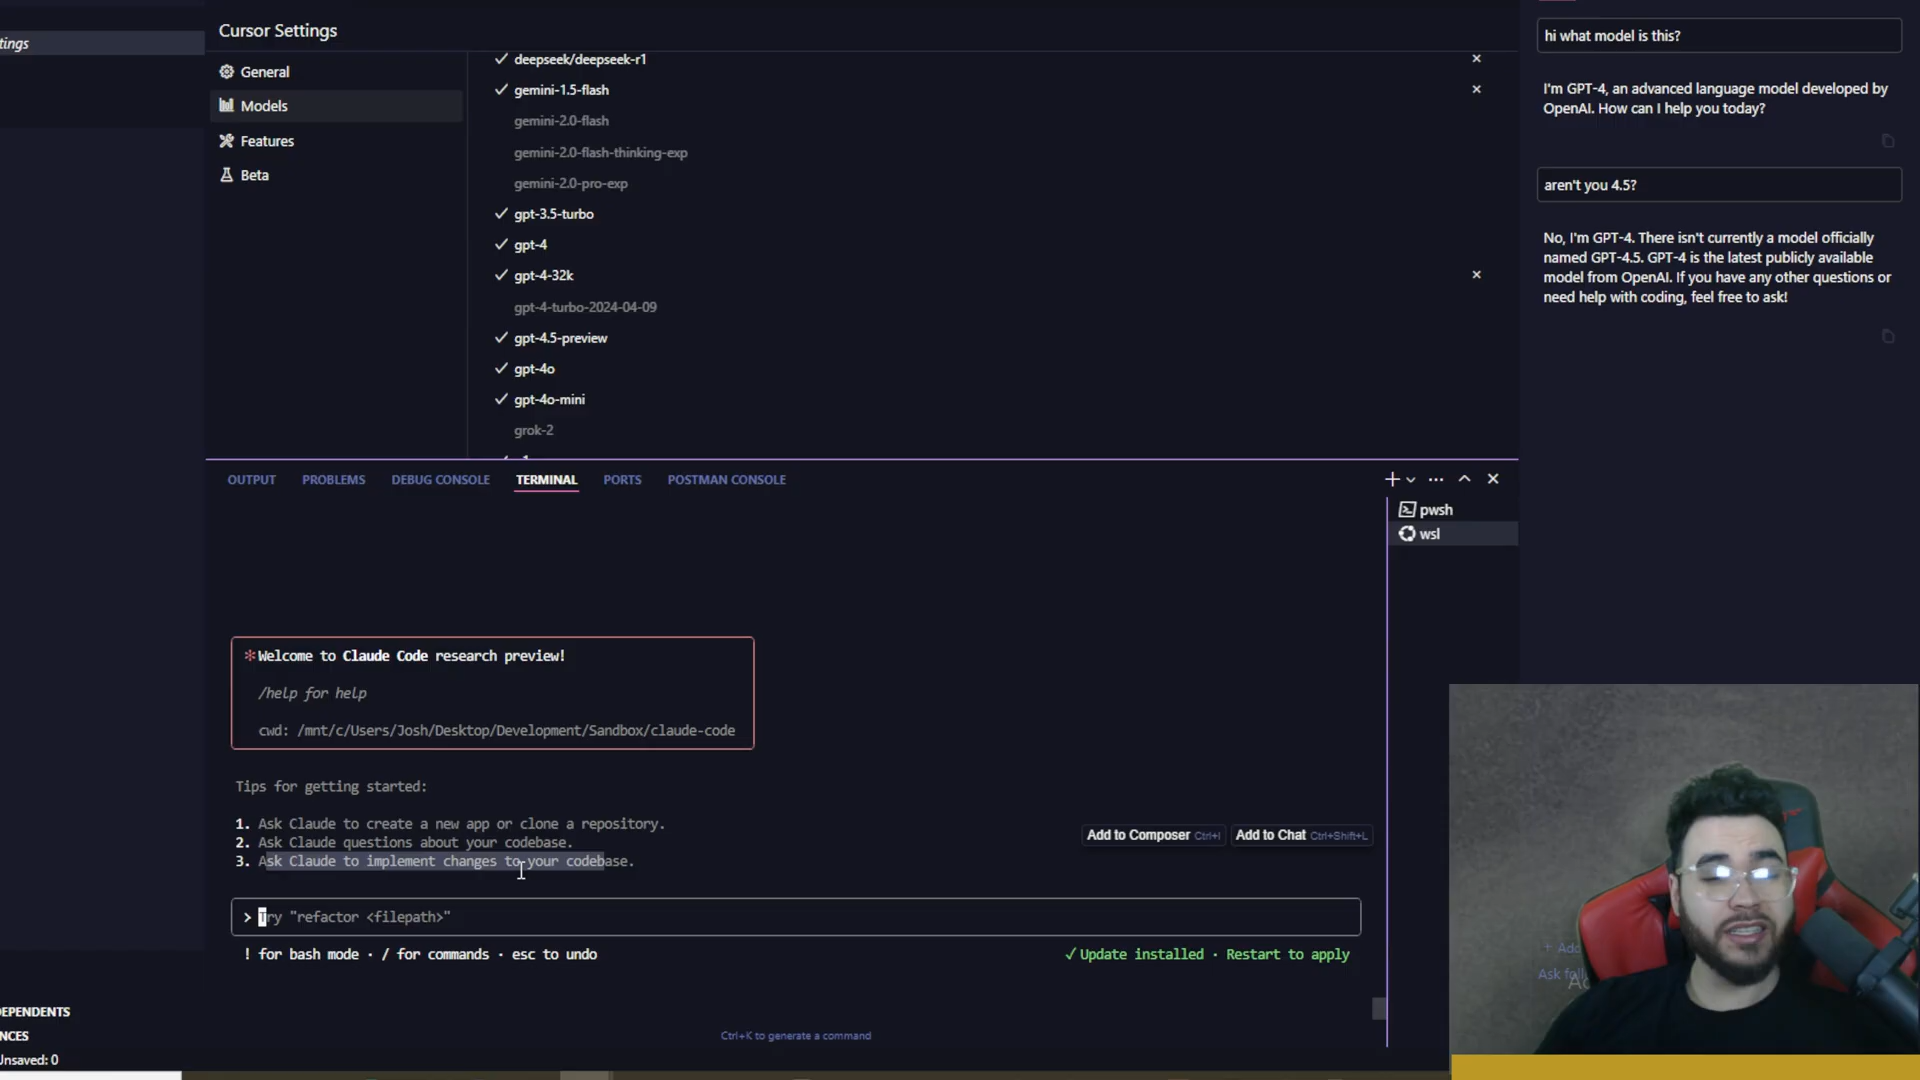 tings
Cursor Settings
General
Models
Features
Beta
deepseek/deepseek-r1
gemini-1.5-flash
gemini-2.0-flash
gemini-2.0-flash-thinking-exp
gemini-2.0-pro-exp
gpt-3.5-turbo
gpt-4
gpt-4-32k
gpt-4-turbo-2024-04-09
gpt-4.5-preview
gpt-4o
gpt-4o-mini
grok-2
hi what model is this?
I'm GPT-4, an advanced language model developed by
OpenAI. How can I help you today?
aren't you 4.5?
No, I'm GPT-4. There isn't currently a model officially
named GPT-4.5. GPT-4 is the latest publicly available
model from OpenAI. If you have any other questions or
need help with coding, feel free to ask!
OUTPUT PROBLEMS DEBUG CONSOLE TERMINAL PORTS POSTMAN CONSOLE
pwsh
wsl
*Welcome to Claude Code research preview!
/help for help
cwd: /mnt/c/Users/Josh/Desktop/Development/Sandbox/claude-code
Tips for getting started:
1. Ask Claude to create a new app or clone a repository.
2. Ask Claude questions about your codebase.
3. Ask Claude to implement changes to your codebase.
Add to Composer Ctrl+I Add to Chat Ctrl+Shift+L
> Try "refactor <filepath>"
! for bash mode · / for commands · esc to undo
✓Update installed · Restart to apply
Ctrl+K to generate a command
EPENDENTS
NCES
Unsaved: 0
+ Add
Ask foll